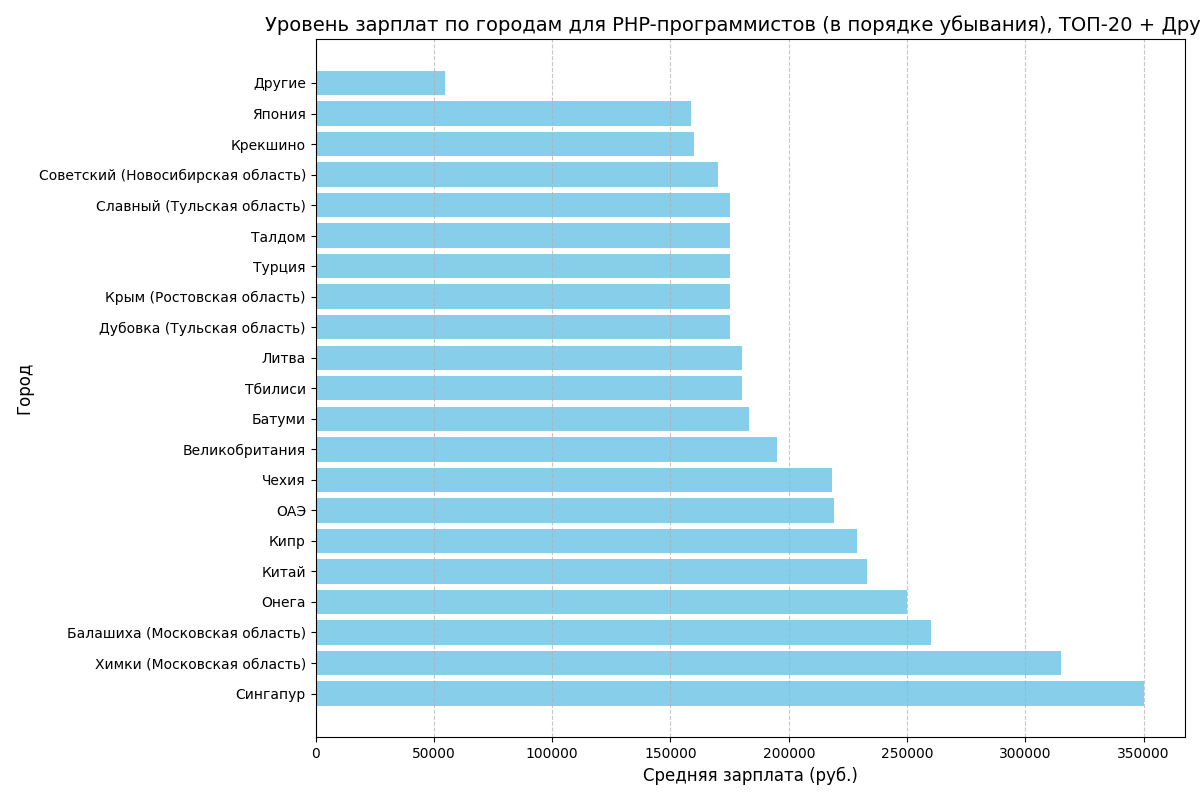 Уровень зарплат по городам для PHP-программистов (в порядке убывания), ТОП-20 + Дру
Другие
Япония
Крекшино
Советский (Новосибирская область)
Славный (Тульская область)
Талдом
Турция
Крым (Ростовская область)
Дубовка (Тульская область)
Литва
Тбилиси
Батуми
Великобритания
Чехия
ОАЭ
Кипр
Китай
Онега
Балашиха (Московская область)
Химки (Московская область)
Сингапур
Город
0 50000 100000 150000 200000 250000 300000 350000
Средняя зарплата (руб.)